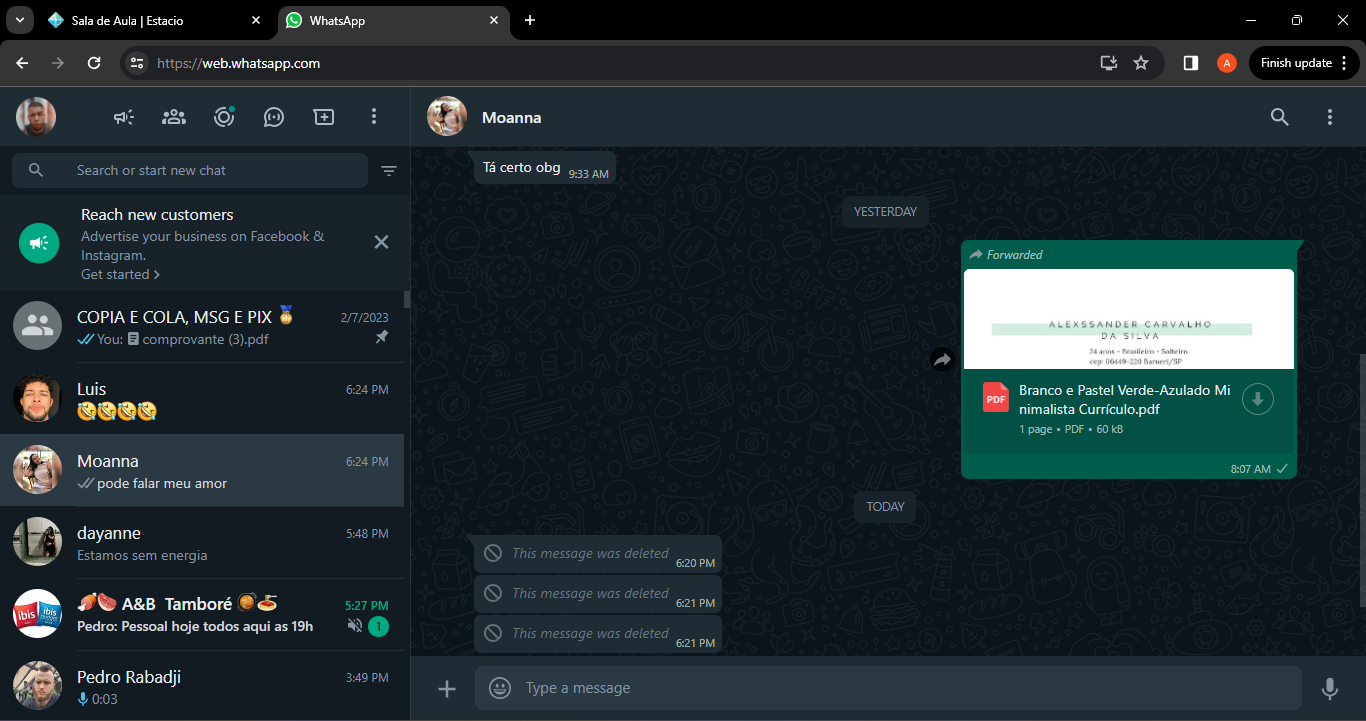 Sala de Aula | Estacio
WhatsApp
https://web.whatsapp.com
A
Finish update
Search or start new chat
Reach new customers
Advertise your business on Facebook &
Instagram.
Get started >
COPIA E COLA, MSG E PIX 🏅
2/7/2023
You: comprovante (3).pdf
Luis
6:24 PM
🤣🤣🤣🤣
Moanna
6:24 PM
pode falar meu amor
dayanne
5:48 PM
Estamos sem energia
ibis
ibis
🍖🥩 A&B Tamboré 🥘🍝
5:27 PM
Pedro: Pessoal hoje todos aqui as 19h
1
Pedro Rabadji
3:49 PM
0:03
Moanna
Tá certo obg
9:33 AM
YESTERDAY
Forwarded
ALEXSSANDER CARVALHO
DA SILVA
24 anos - Brasileiro - Solteiro
cep: 06449-220 Barueri/SP
PDF
Branco e Pastel Verde-Azulado Mi
nimalista Currículo.pdf
1 page • PDF • 60 kB
8:07 AM
TODAY
This message was deleted
6:20 PM
This message was deleted
6:21 PM
This message was deleted
6:21 PM
Type a message